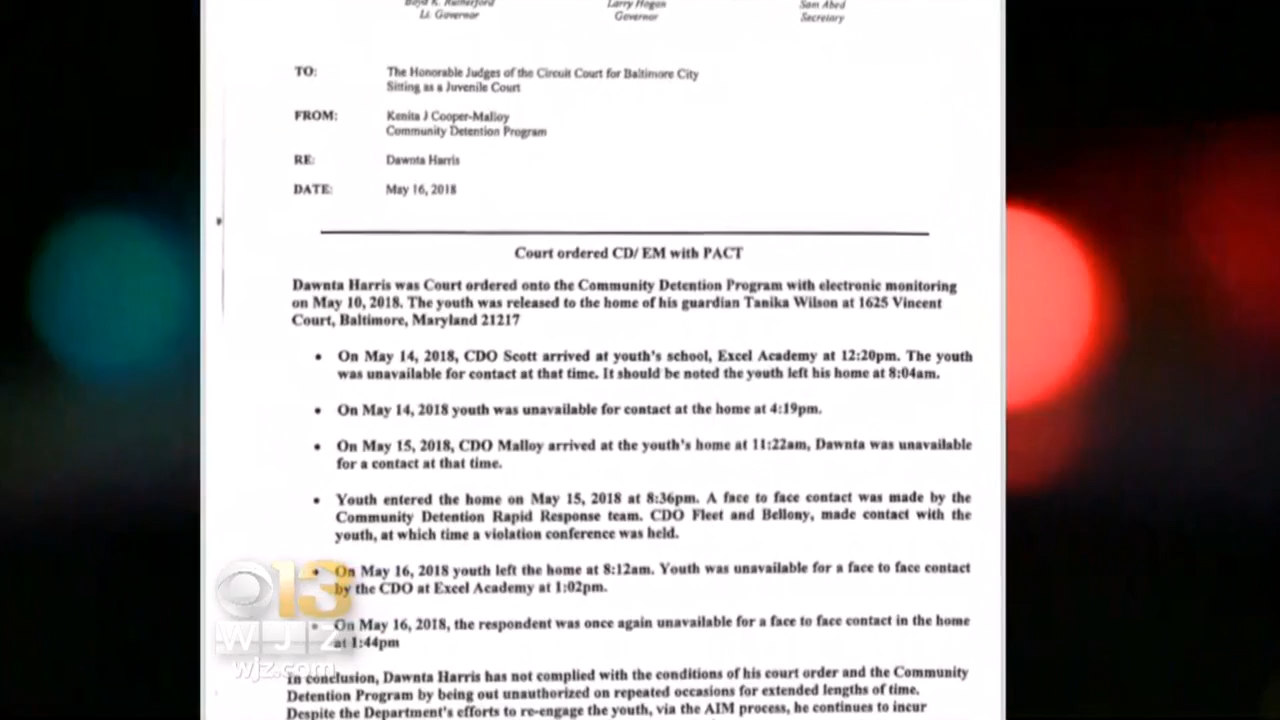 Boyd K. Rutherford
Lt. Governor
Larry Hogan
Governor
Sam Abed
Secretary
TO: The Honorable Judges of the Circuit Court for Baltimore City
Sitting as a Juvenile Court
FROM: Kenita J Cooper-Malloy
Community Detention Program
RE: Dawnta Harris
DATE: May 16, 2018
Court ordered CD/ EM with PACT
Dawnta Harris was Court ordered onto the Community Detention Program with electronic monitoring
on May 10, 2018. The youth was released to the home of his guardian Tanika Wilson at 1625 Vincent
Court, Baltimore, Maryland 21217
• On May 14, 2018, CDO Scott arrived at youth's school, Excel Academy at 12:20pm. The youth
was unavailable for contact at that time. It should be noted the youth left his home at 8:04am.
• On May 14, 2018 youth was unavailable for contact at the home at 4:19pm.
• On May 15, 2018, CDO Malloy arrived at the youth's home at 11:22am, Dawnta was unavailable
for a contact at that time.
• Youth entered the home on May 15, 2018 at 8:36pm. A face to face contact was made by the
Community Detention Rapid Response team. CDO Fleet and Bellony, made contact with the
youth, at which time a violation conference was held.
• On May 16, 2018 youth left the home at 8:12am. Youth was unavailable for a face to face contact
by the CDO at Excel Academy at 1:02pm.
• On May 16, 2018, the respondent was once again unavailable for a face to face contact in the home
at 1:44pm
In conclusion, Dawnta Harris has not complied with the conditions of his court order and the Community
Detention Program by being out unauthorized on repeated occasions for extended lengths of time.
Despite the Department's efforts to re-engage the youth, via the AIM process, he continues to incur
13
WJZ
wjz.com